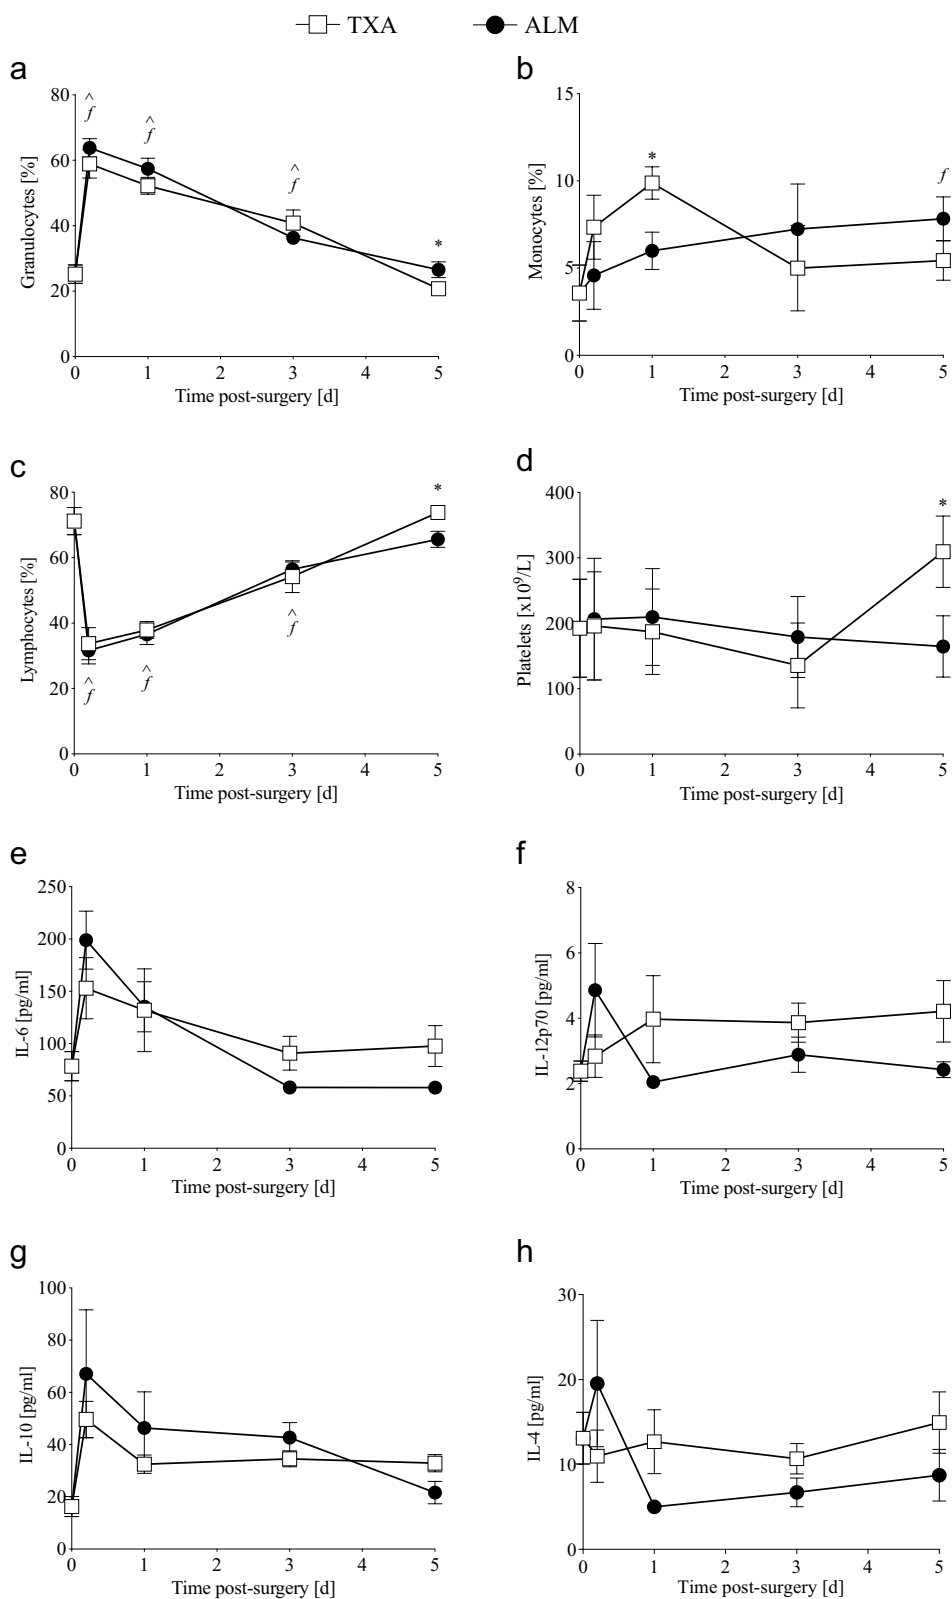 TXA ALM
a
80
60
40
20
0
Granulocytes [%]
^
f
^
f
^
f
*
0 1 2 3 4 5
Time post-surgery [d]
b
15
10
5
0
Monocytes [%]
*
f
0 1 2 3 4 5
Time post-surgery [d]
c
80
60
40
20
0
Lymphocytes [%]
*
^
f
^
f
^
f
0 1 2 3 4 5
Time post-surgery [d]
d
400
300
200
100
0
Platelets [x10⁹/L]
*
0 1 2 3 4 5
Time post-surgery [d]
e
250
200
150
100
50
0
IL-6 [pg/ml]
0 1 2 3 4 5
Time post-surgery [d]
f
8
6
4
2
0
IL-12p70 [pg/ml]
0 1 2 3 4 5
Time post-surgery [d]
g
100
80
60
40
20
0
IL-10 [pg/ml]
0 1 2 3 4 5
Time post-surgery [d]
h
30
20
10
0
IL-4 [pg/ml]
0 1 2 3 4 5
Time post-surgery [d]